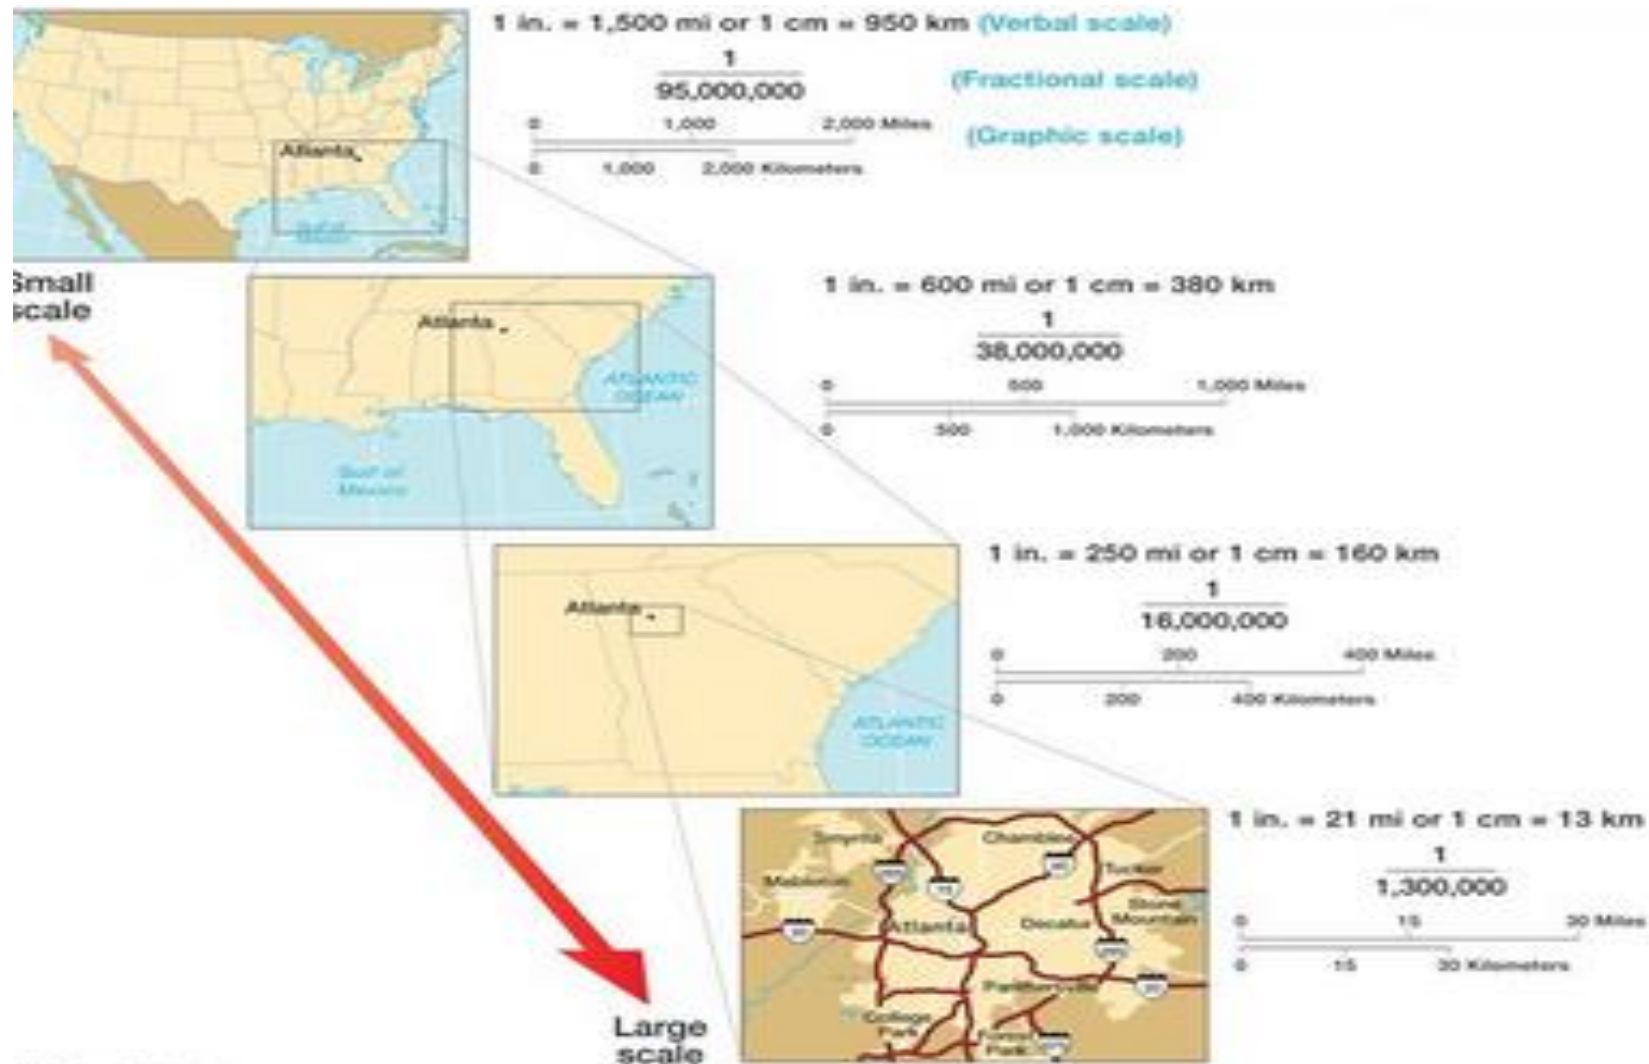 1 in. = 1,500 mi or 1 cm = 950 km (Verbal scale)
1
95,000,000
(Fractional scale)
0 1,000 2,000 Miles
(Graphic scale)
0 1,000 2,000 Kilometers
Atlanta
Small
scale
1 in. = 600 mi or 1 cm = 380 km
1
38,000,000
0 500 1,000 Miles
0 500 1,000 Kilometers
Atlanta
ATLANTIC
OCEAN
Gulf of
Mexico
1 in. = 250 mi or 1 cm = 160 km
1
16,000,000
0 200 400 Miles
0 200 400 Kilometers
Atlanta
ATLANTIC
OCEAN
1 in. = 21 mi or 1 cm = 13 km
1
1,300,000
0 15 30 Miles
0 15 30 Kilometers
Smyrna
Chamblee
Mableton
Tucker
Stone
Mountain
Atlanta
Decatur
Panthersville
College
Park
Forest
Park
Large
scale